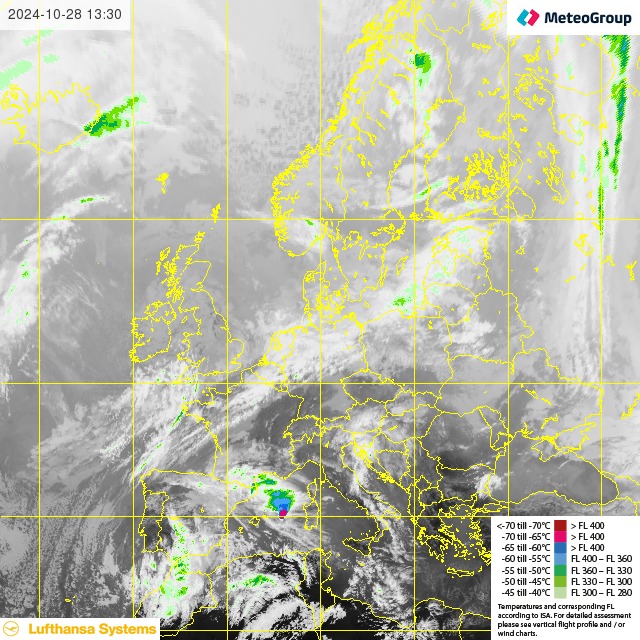 2024-10-28 13:30
MeteoGroup
<-70 till -70°C > FL 400
-70 till -65°C > FL 400
-65 till -60°C > FL 400
-60 till -55°C FL 400 – FL 360
-55 till -50°C FL 360 – FL 330
-50 till -45°C FL 330 – FL 300
-45 till -40°C FL 300 – FL 280
Temperatures and corresponding FL
according to ISA. For detailed assessment
please see vertical flight profile and / or
wind charts.
Lufthansa Systems